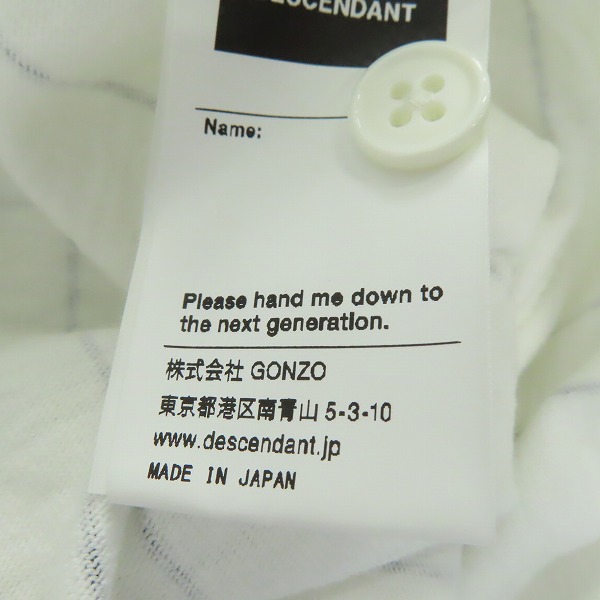 DESCENDANT
Name:
Please hand me down to
the next generation.
株式会社 GONZO
東京都港区南青山 5-3-10
www.descendant.jp
MADE IN JAPAN